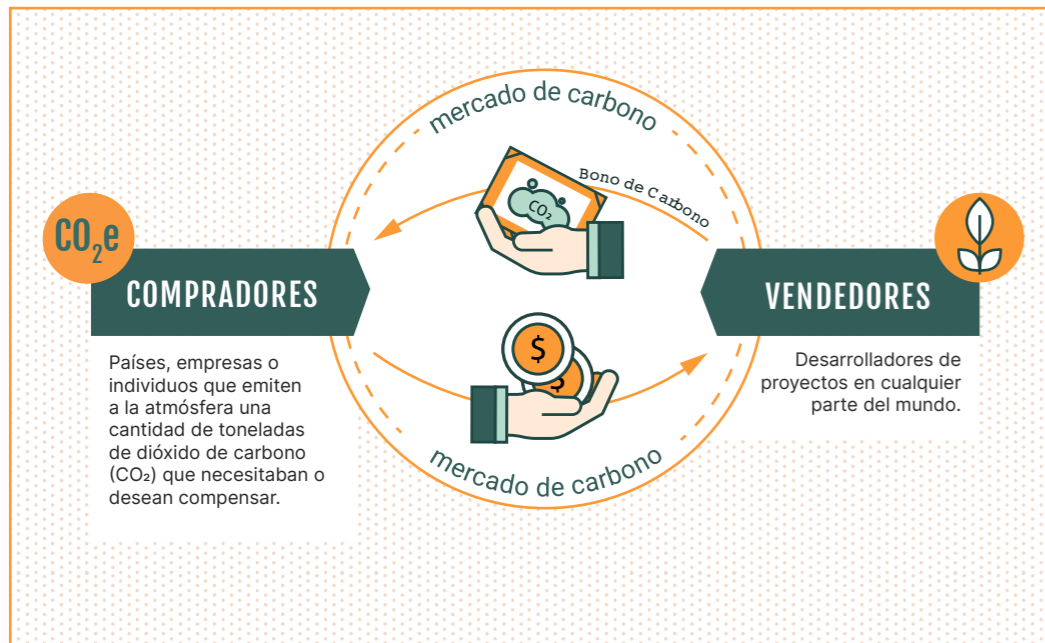 mercado de carbono
Bono de Carbono
CO₂
CO₂e
COMPRADORES
Países, empresas o
individuos que emiten
a la atmósfera una
cantidad de toneladas
de dióxido de carbono
(CO₂) que necesitaban o
desean compensar.
VENDEDORES
Desarrolladores de
proyectos en cualquier
parte del mundo.
$
$
mercado de carbono